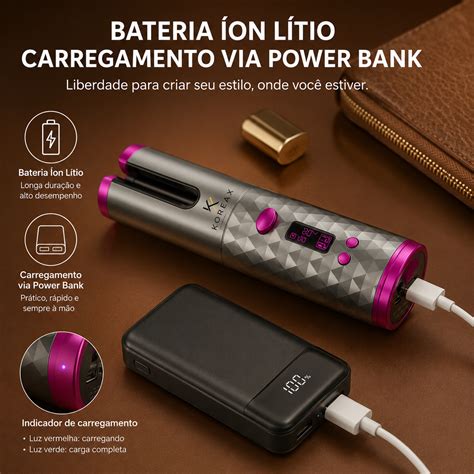 BATERIA ÍON LÍTIO
CARREGAMENTO VIA POWER BANK
Liberdade para criar seu estilo, onde você estiver.
Bateria Íon Lítio
Longa duração e
alto desempenho
Carregamento
via Power Bank
Prático, rápido e
sempre à mão
KOREAX
100%
Indicador de carregamento
• Luz vermelha: carregando
• Luz verde: carga completa